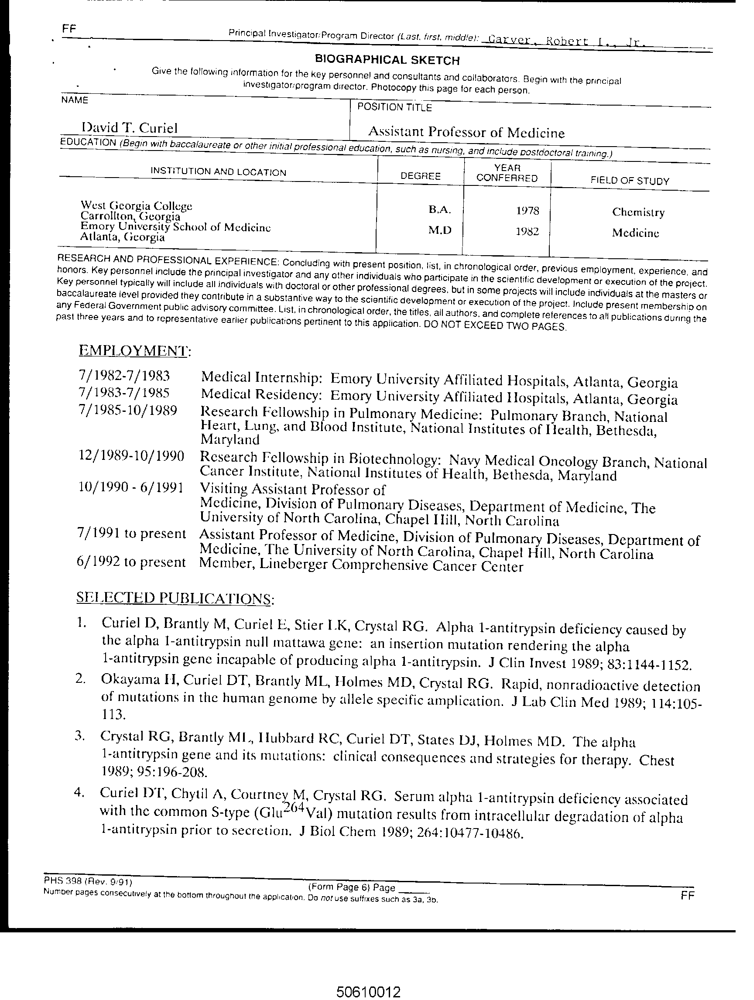 FF
Principal Investigator/Program Director (Last, first, middle): Garver, Robert I., Jr.
BIOGRAPHICAL SKETCH
Give the following information for the key personnel and consultants and collaborators. Begin with the principal
investigator/program director. Photocopy this page for each person.
NAME
POSITION TITLE
David T. Curiel
Assistant Professor of Medicine
EDUCATION (Begin with baccalaureate or other initial professional education, such as nursing, and include postdoctoral training.)
INSTITUTION AND LOCATION
DEGREE
YEAR
CONFERRED
FIELD OF STUDY
West Georgia College
Carrollton, Georgia
B.A.
1978
Chemistry
Emory University School of Medicine
Atlanta, Georgia
M.D
1982
Medicine
RESEARCH AND PROFESSIONAL EXPERIENCE: Concluding with present position, list, in chronological order, previous employment, experience, and
honors. Key personnel include the principal investigator and any other individuals who participate in the scientific development or execution of the project.
Key personnel typically will include all individuals with doctoral or other professional degrees, but in some projects will include individuals at the masters or
baccalaureate level provided they contribute in a substantive way to the scientific development or execution of the project. Include present membership on
any Federal Government public advisory committee. List, in chronological order, the titles, all authors, and complete references to all publications during the
past three years and to representative earlier publications pertinent to this application. DO NOT EXCEED TWO PAGES.
EMPLOYMENT:
7/1982-7/1983 Medical Internship: Emory University Affiliated Hospitals, Atlanta, Georgia
7/1983-7/1985 Medical Residency: Emory University Affiliated Hospitals, Atlanta, Georgia
7/1985-10/1989 Research Fellowship in Pulmonary Medicine: Pulmonary Branch, National
Heart, Lung, and Blood Institute, National Institutes of Health, Bethesda,
Maryland
12/1989-10/1990 Research Fellowship in Biotechnology: Navy Medical Oncology Branch, National
Cancer Institute, National Institutes of Health, Bethesda, Maryland
10/1990 - 6/1991 Visiting Assistant Professor of
Medicine, Division of Pulmonary Diseases, Department of Medicine, The
University of North Carolina, Chapel Hill, North Carolina
7/1991 to present Assistant Professor of Medicine, Division of Pulmonary Diseases, Department of
Medicine, The University of North Carolina, Chapel Hill, North Carolina
6/1992 to present Member, Lineberger Comprehensive Cancer Center
SELECTED PUBLICATIONS:
1. Curiel D, Brantly M, Curiel E, Stier LK, Crystal RG. Alpha 1-antitrypsin deficiency caused by
the alpha 1-antitrypsin null mattawa gene: an insertion mutation rendering the alpha
1-antitrypsin gene incapable of producing alpha 1-antitrypsin. J Clin Invest 1989; 83:1144-1152.
2. Okayama H, Curiel DT, Brantly ML, Holmes MD, Crystal RG. Rapid, nonradioactive detection
of mutations in the human genome by allele specific amplication. J Lab Clin Med 1989; 114:105-
113.
3. Crystal RG, Brantly ML, Hubbard RC, Curiel DT, States DJ, Holmes MD. The alpha
1-antitrypsin gene and its mutations: clinical consequences and strategies for therapy. Chest
1989; 95:196-208.
4. Curiel DT, Chytil A, Courtney M, Crystal RG. Serum alpha 1-antitrypsin deficiency associated
with the common S-type (Glu264Val) mutation results from intracellular degradation of alpha
1-antitrypsin prior to secretion. J Biol Chem 1989; 264:10477-10486.
PHS 398 (Rev. 9/91)
(Form Page 6) Page
Number pages consecutively at the bottom throughout the application. Do not use suffixes such as 3a, 3b.
FF
50610012